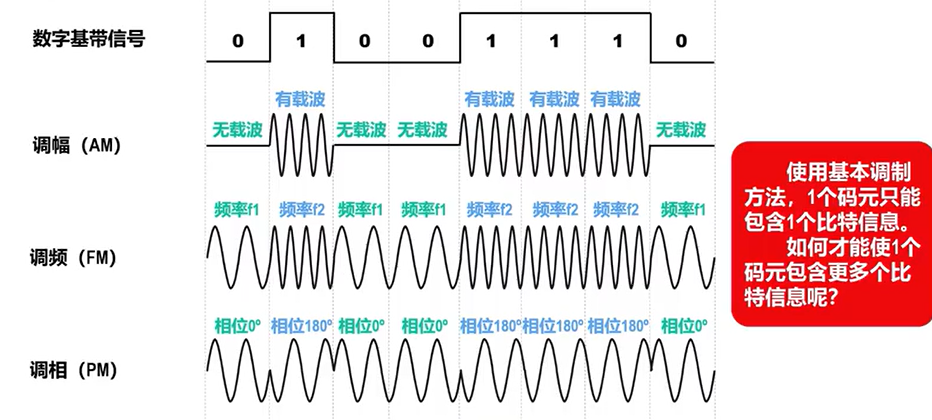 数字基带信号
0 1 0 0 1 1 1 0
有载波 有载波 有载波 有载波
无载波 无载波 无载波 无载波
调幅（AM）
频率f1 频率f2 频率f1 频率f1 频率f2 频率f2 频率f2 频率f1
调频（FM）
相位0° 相位180° 相位0° 相位0° 相位180° 相位180° 相位180° 相位0°
调相（PM）
使用基本调制
方法，1个码元只能
包含1个比特信息。
如何才能使1个
码元包含更多个比
特信息呢？